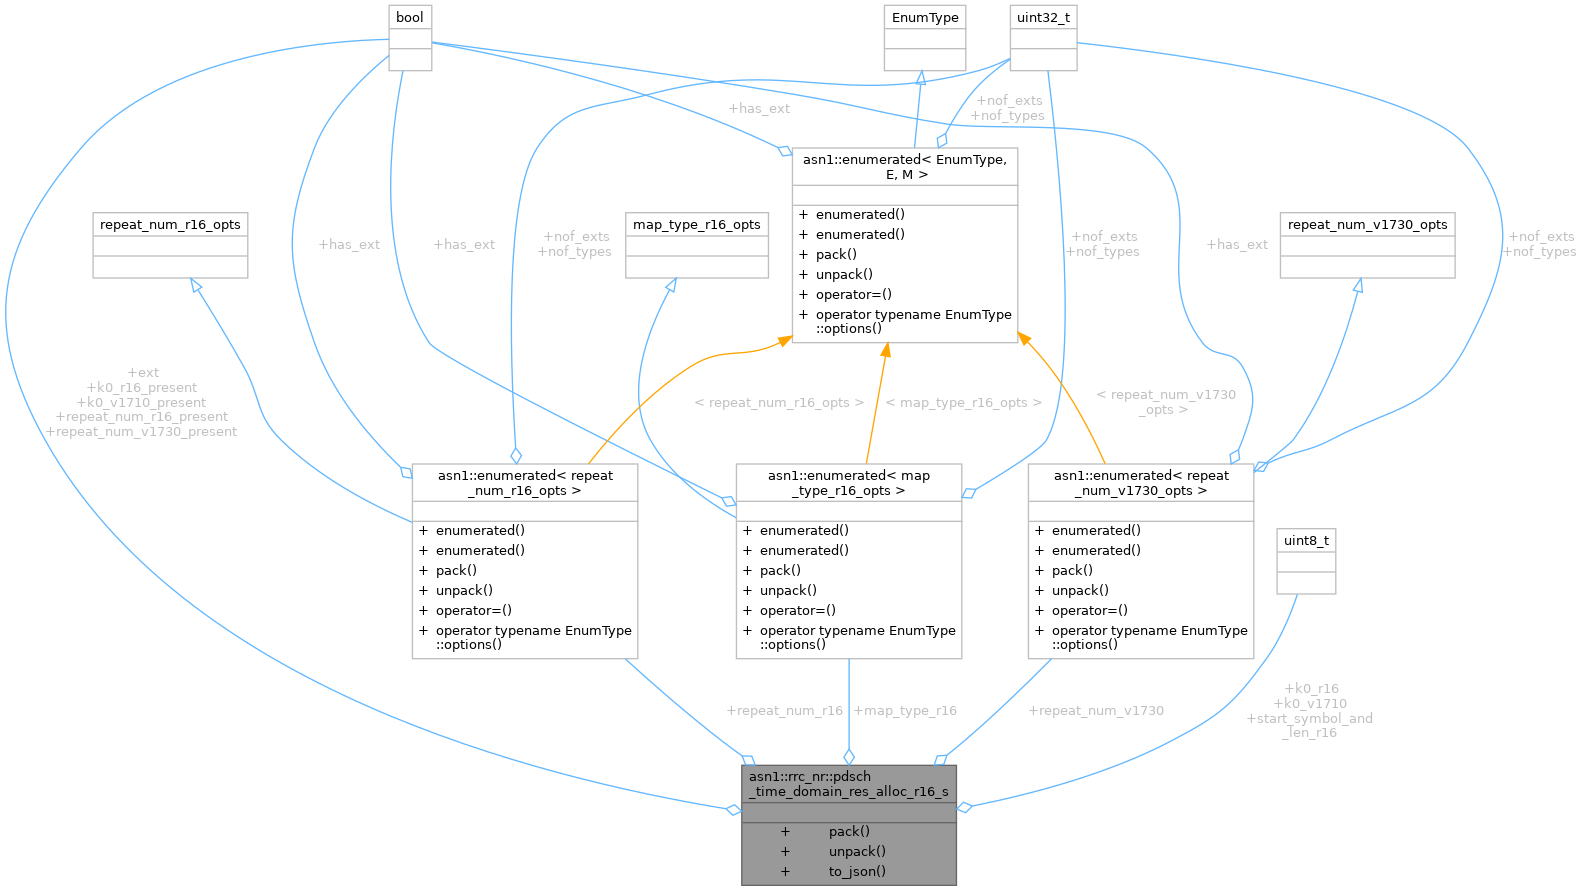 bool
EnumType
uint32_t
+has_ext
+nof_exts
+nof_types
asn1::enumerated< EnumType,
E, M >
+ enumerated()
+ enumerated()
+ pack()
+ unpack()
+ operator=()
+ operator typename EnumType
::options()
repeat_num_r16_opts
+has_ext
+has_ext
+nof_exts
+nof_types
map_type_r16_opts
+nof_exts
+nof_types
+has_ext
repeat_num_v1730_opts
+nof_exts
+nof_types
+ext
+k0_r16_present
+k0_v1710_present
+repeat_num_r16_present
+repeat_num_v1730_present
< repeat_num_r16_opts >
< map_type_r16_opts >
< repeat_num_v1730
_opts >
asn1::enumerated< repeat
_num_r16_opts >
+ enumerated()
+ enumerated()
+ pack()
+ unpack()
+ operator=()
+ operator typename EnumType
::options()
asn1::enumerated< map
_type_r16_opts >
+ enumerated()
+ enumerated()
+ pack()
+ unpack()
+ operator=()
+ operator typename EnumType
::options()
asn1::enumerated< repeat
_num_v1730_opts >
+ enumerated()
+ enumerated()
+ pack()
+ unpack()
+ operator=()
+ operator typename EnumType
::options()
uint8_t
+repeat_num_r16
+map_type_r16
+repeat_num_v1730
+k0_r16
+k0_v1710
+start_symbol_and
_len_r16
asn1::rrc_nr::pdsch
_time_domain_res_alloc_r16_s
+ pack()
+ unpack()
+ to_json()